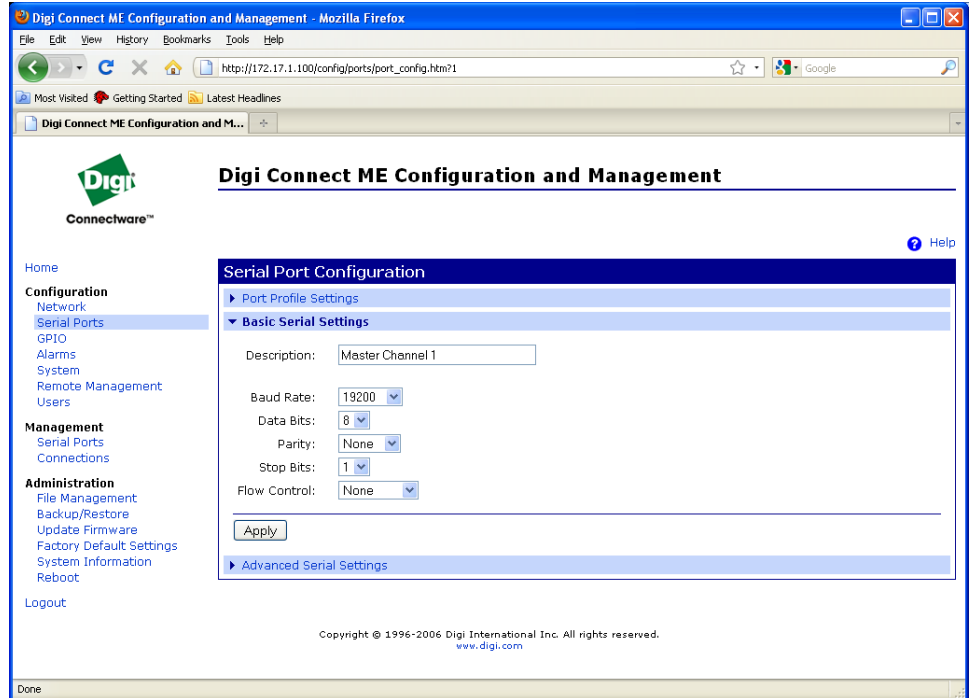 Digi Connect ME Configuration and Management - Mozilla Firefox
File Edit View History Bookmarks Tools Help
http://172.17.1.100/config/ports/port_config.htm?1
Google
Most Visited Getting Started Latest Headlines
Digi Connect ME Configuration and M...
Digi
Connectware™
Digi Connect ME Configuration and Management
Help
Home
Configuration
Network
Serial Ports
GPIO
Alarms
System
Remote Management
Users
Management
Serial Ports
Connections
Administration
File Management
Backup/Restore
Update Firmware
Factory Default Settings
System Information
Reboot
Logout
Serial Port Configuration
Port Profile Settings
Basic Serial Settings
Description: Master Channel 1
Baud Rate: 19200
Data Bits: 8
Parity: None
Stop Bits: 1
Flow Control: None
Apply
Advanced Serial Settings
Copyright © 1996-2006 Digi International Inc. All rights reserved.
www.digi.com
Done